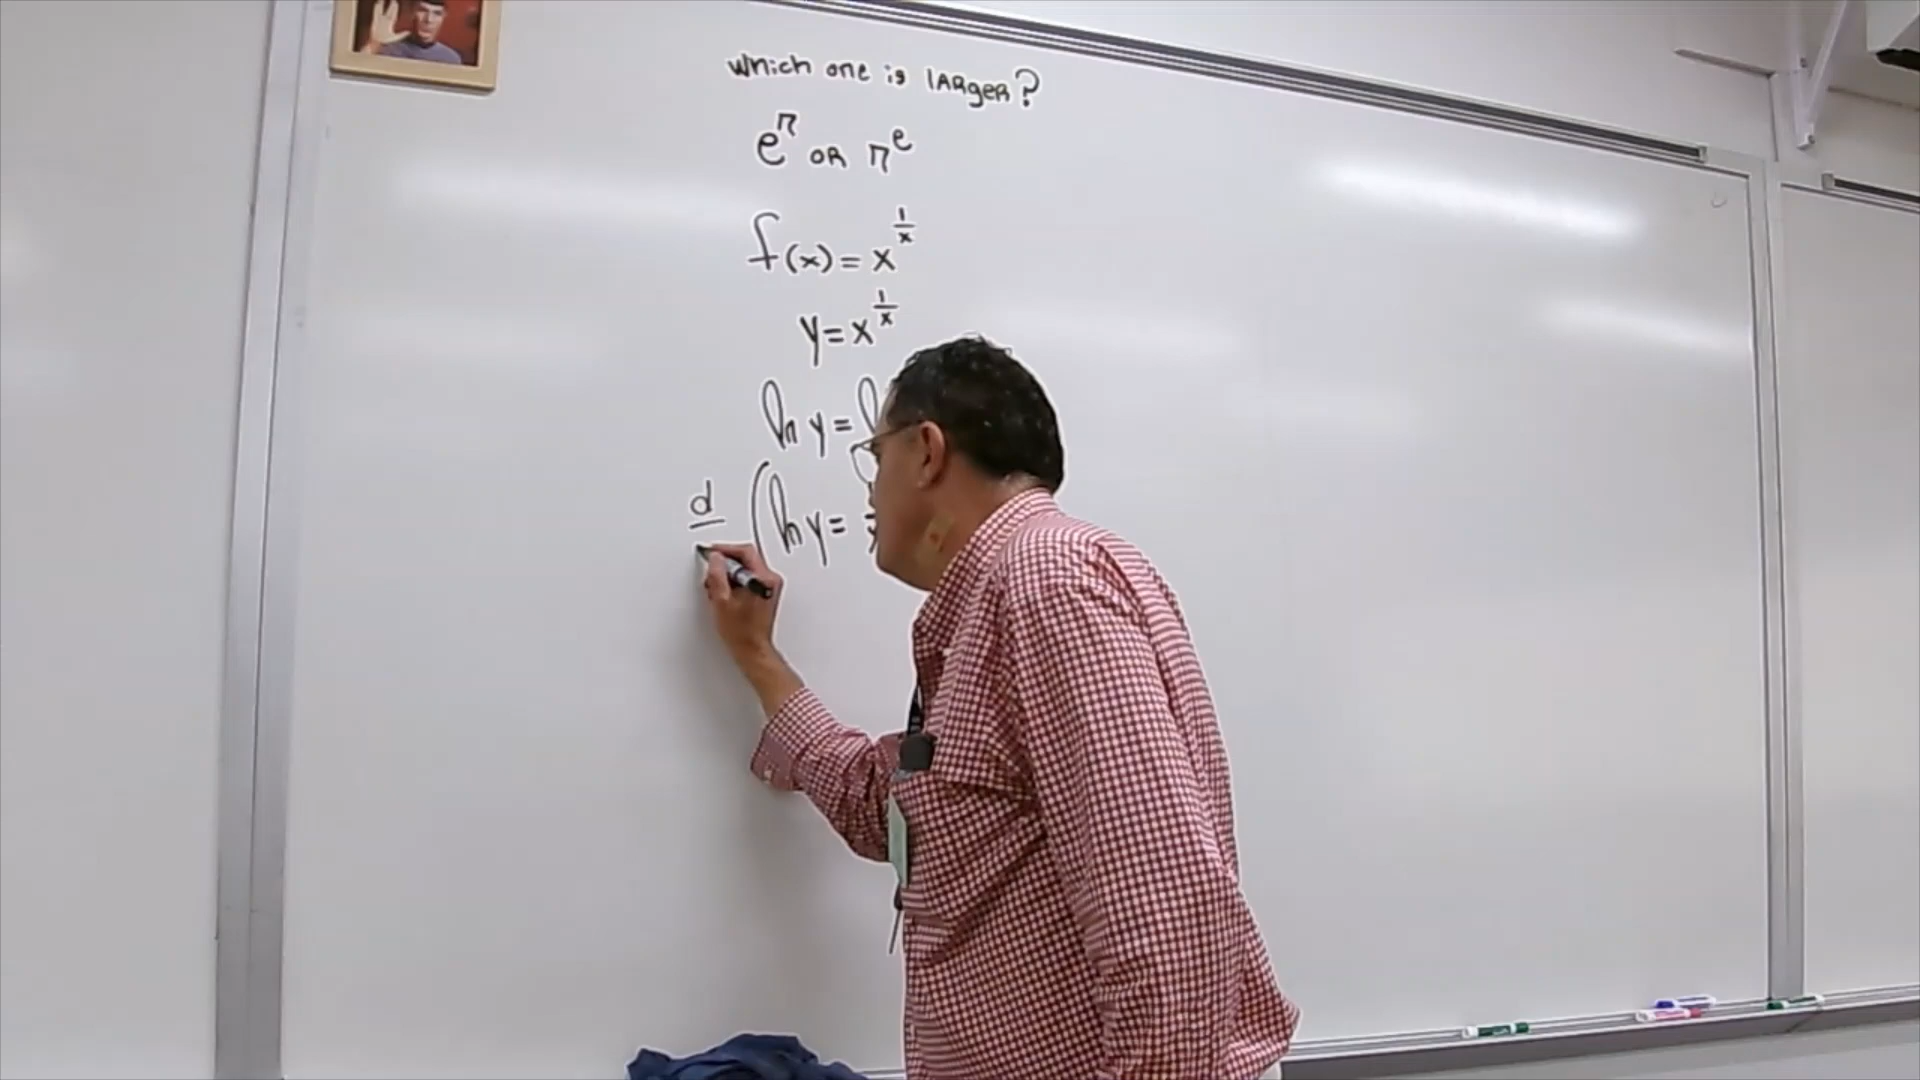 Which one is LARger?
e^π OR π^e
f(x) = x^(1/x)
y = x^(1/x)
ln y =
d (ln y =